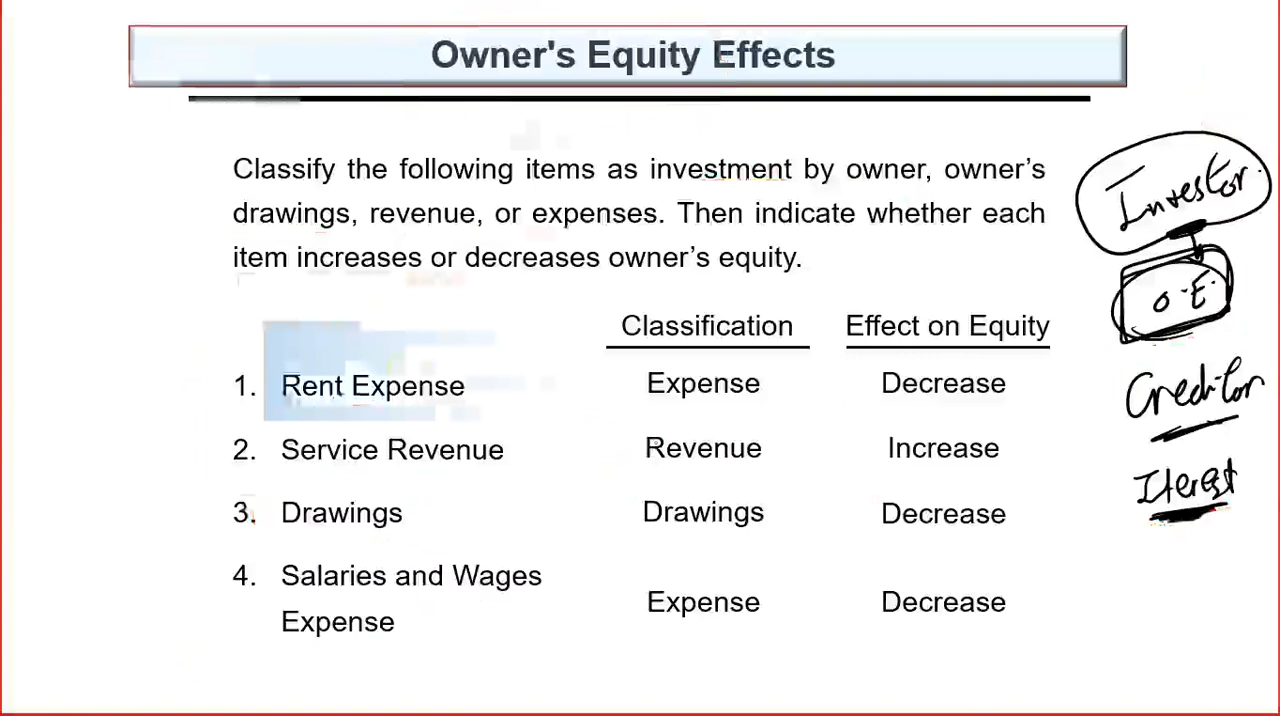 Owner's Equity Effects
Classify the following items as investment by owner, owner’s
drawings, revenue, or expenses. Then indicate whether each
item increases or decreases owner’s equity.
Classification Effect on Equity
1. Rent Expense Expense Decrease
2. Service Revenue Revenue Increase
3. Drawings Drawings Decrease
4. Salaries and Wages
Expense Expense Decrease
Investor
O.E.
Creditor
Iterest